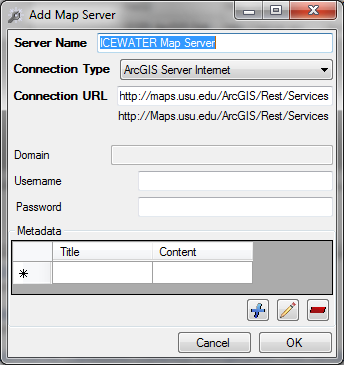 Add Map Server
Server Name ICEWATER Map Server
Connection Type ArcGIS Server Internet
Connection URL http://maps.usu.edu/ArcGIS/Rest/Services
http://Maps.usu.edu/ArcGIS/Rest/Services
Domain
Username
Password
Metadata
Title Content
Cancel OK